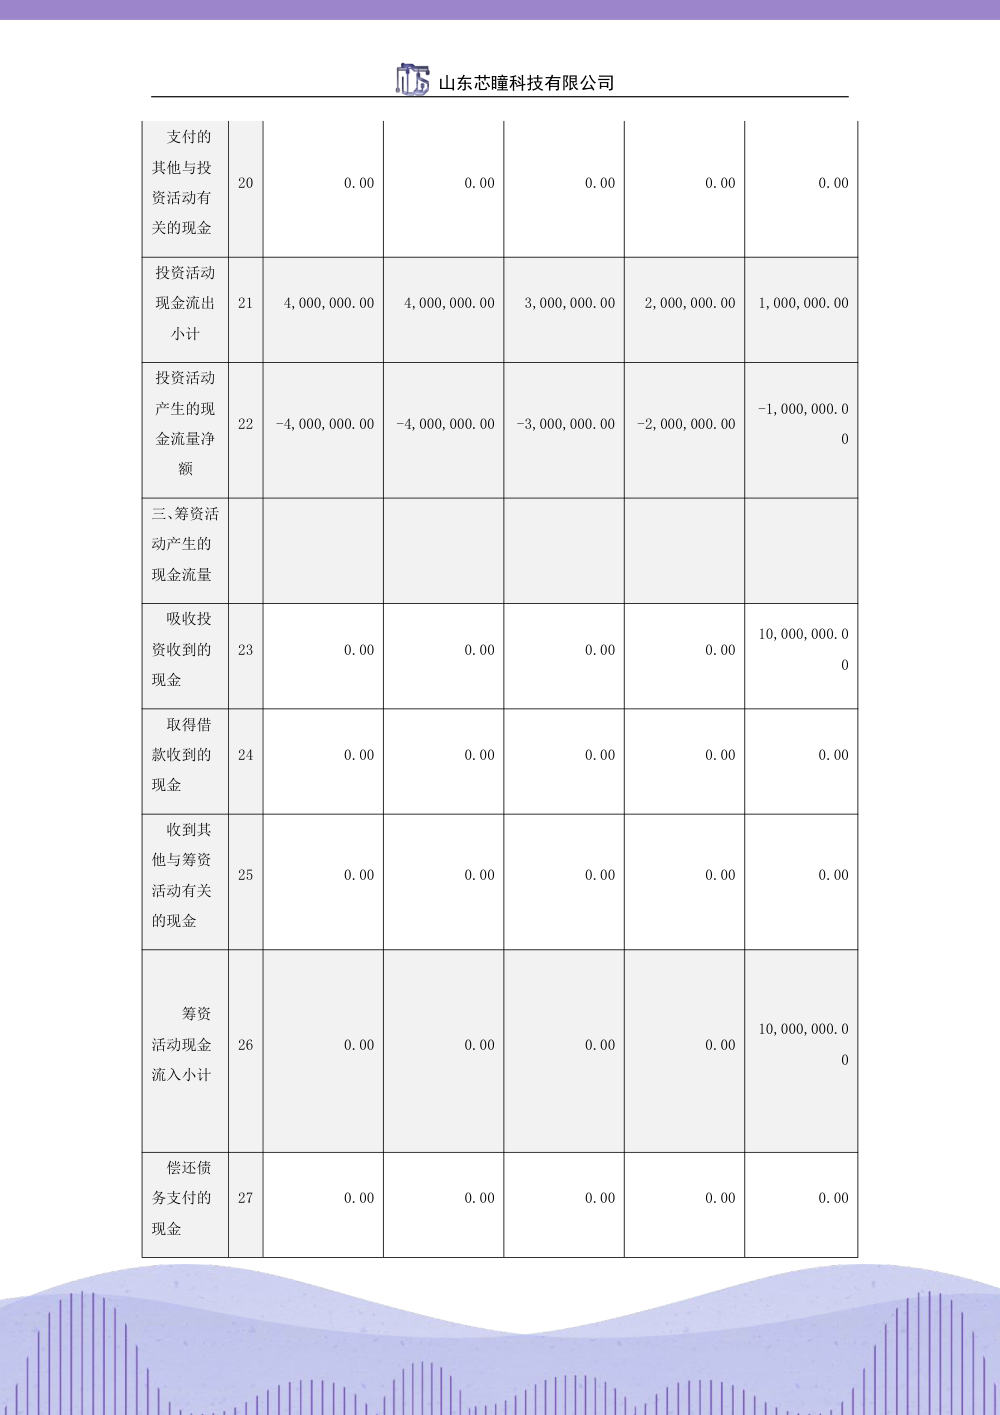 山东芯瞳科技有限公司
支付的
其他与投
资活动有
关的现金
20 0.00 0.00 0.00 0.00 0.00
投资活动
现金流出
小计
21 4,000,000.00 4,000,000.00 3,000,000.00 2,000,000.00 1,000,000.00
投资活动
产生的现
金流量净
额
22 -4,000,000.00 -4,000,000.00 -3,000,000.00 -2,000,000.00 -1,000,000.0
0
三、筹资活
动产生的
现金流量
吸收投
资收到的
现金
23 0.00 0.00 0.00 0.00 10,000,000.0
0
取得借
款收到的
现金
24 0.00 0.00 0.00 0.00 0.00
收到其
他与筹资
活动有关
的现金
25 0.00 0.00 0.00 0.00 0.00
筹资
活动现金
流入小计
26 0.00 0.00 0.00 0.00 10,000,000.0
0
偿还债
务支付的
现金
27 0.00 0.00 0.00 0.00 0.00